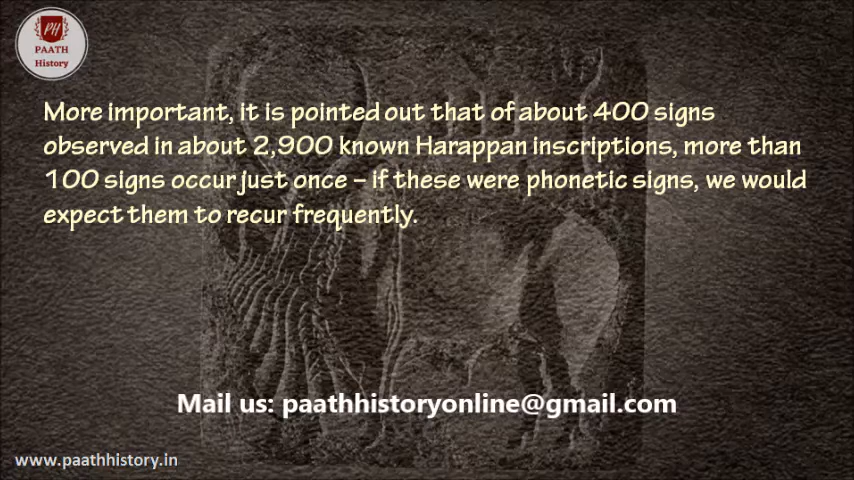 PH
PAATH
History
More important, it is pointed out that of about 400 signs
observed in about 2,900 known Harappan inscriptions, more than
100 signs occur just once – if these were phonetic signs, we would
expect them to recur frequently.
Mail us: paathhistoryonline@gmail.com
www.paathhistory.in